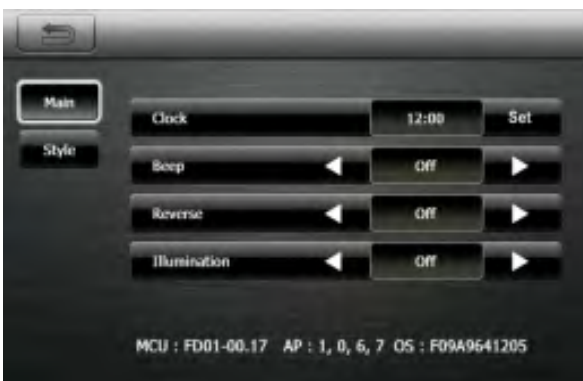 Main
Clock 12:00 Set
Style
Beep Off
Reverse Off
Illumination Off
MCU : FD01-00.17 AP : 1, 0, 6, 7 OS : F09A9641205